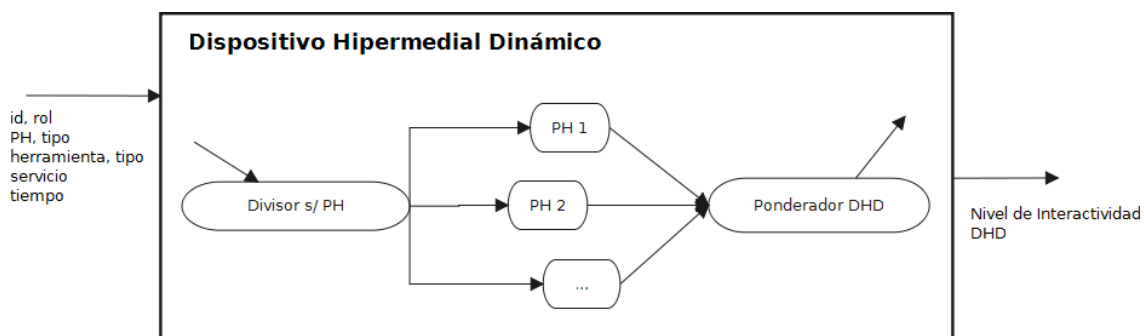 Dispositivo Hipermedial Dinámico
id, rol
PH, tipo
herramienta, tipo
servicio
tiempo
PH 1
Divisor s/ PH
PH 2
Ponderador DHD
...
Nivel de Interactividad
DHD